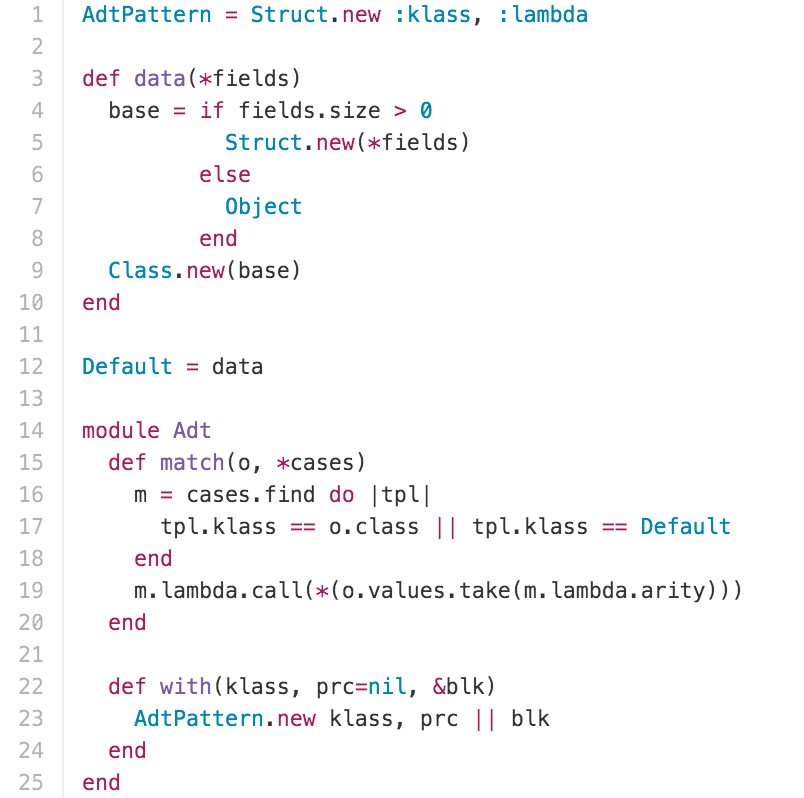 1 AdtPattern = Struct.new :klass, :lambda
2
3 def data(*fields)
4   base = if fields.size > 0
5            Struct.new(*fields)
6          else
7            Object
8          end
9   Class.new(base)
10 end
11
12 Default = data
13
14 module Adt
15   def match(o, *cases)
16     m = cases.find do |tpl|
17       tpl.klass == o.class || tpl.klass == Default
18     end
19     m.lambda.call(*(o.values.take(m.lambda.arity)))
20   end
21
22   def with(klass, prc=nil, &blk)
23     AdtPattern.new klass, prc || blk
24   end
25 end